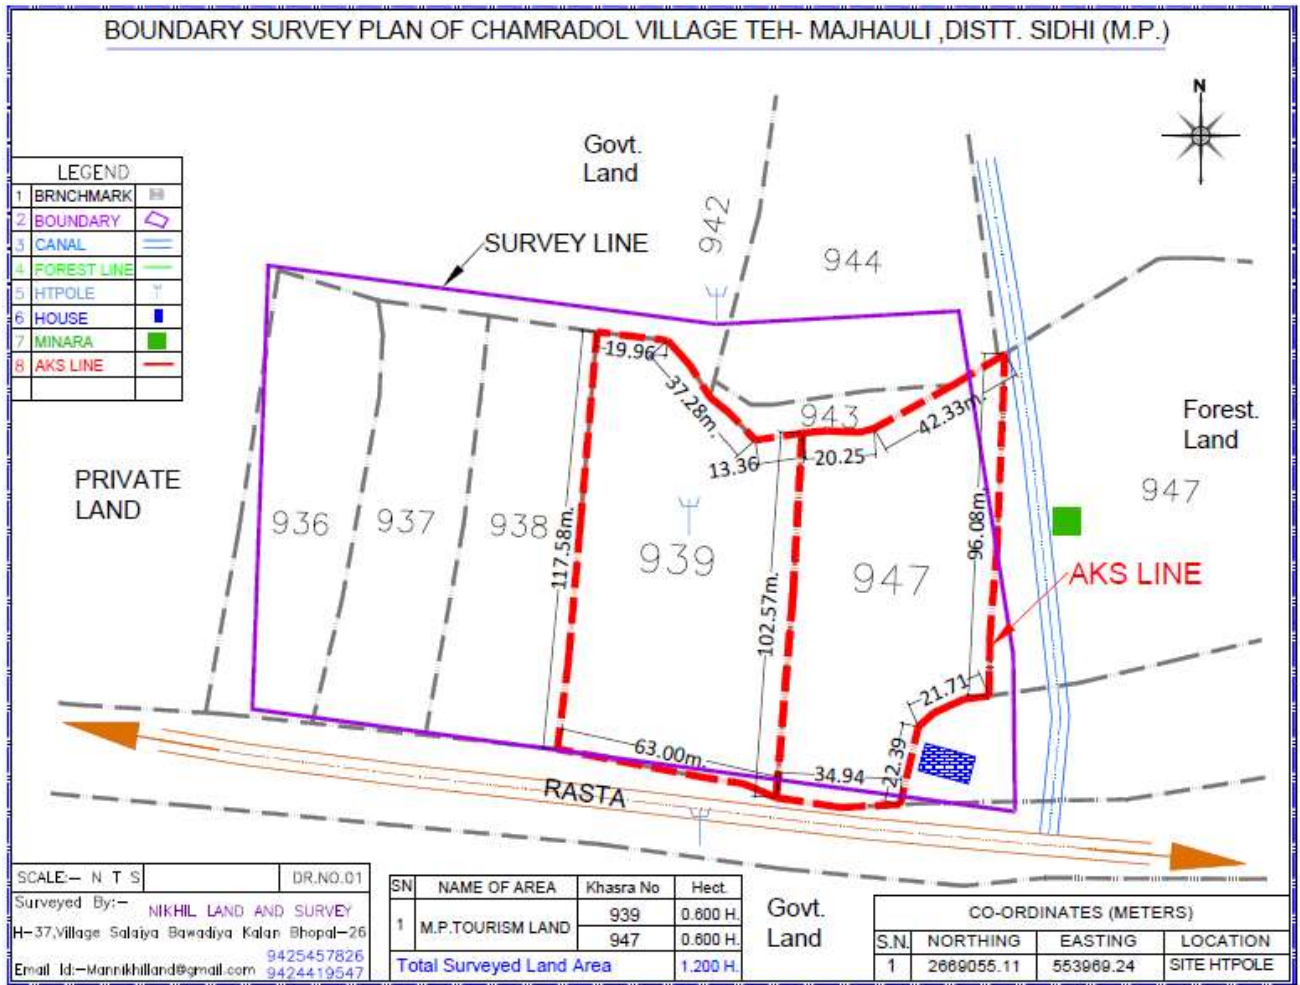 BOUNDARY SURVEY PLAN OF CHAMRADOL VILLAGE TEH- MAJHAULI ,DISTT. SIDHI (M.P.)
N
Govt.
Land
LEGEND
1 BRNCHMARK
2 BOUNDARY
3 CANAL
4 FOREST LINE
5 HTPOLE
6 HOUSE
7 MINARA
8 AKS LINE
942
SURVEY LINE
944
19.96
37.28m.
943
42.33m.
13.36
20.25
Forest.
Land
PRIVATE
LAND
936
937
938
939
947
947
117.58m.
102.57m.
96.08m.
AKS LINE
21.71
22.39
63.00m.
34.94
RASTA
SCALE:- N T S DR.NO.01
Surveyed By:-
NIKHIL LAND AND SURVEY
H-37,Village Salaiya Bawadiya Kalan Bhopal-26
9425457826
Email Id:-Mannikhilland@gmail.com 9424419547
SN NAME OF AREA Khasra No Hect.
1 M.P.TOURISM LAND 939 0.600 H.
947 0.600 H.
Total Surveyed Land Area 1.200 H.
Govt.
Land
CO-ORDINATES (METERS)
S.N. NORTHING EASTING LOCATION
1 2669055.11 553969.24 SITE HTPOLE